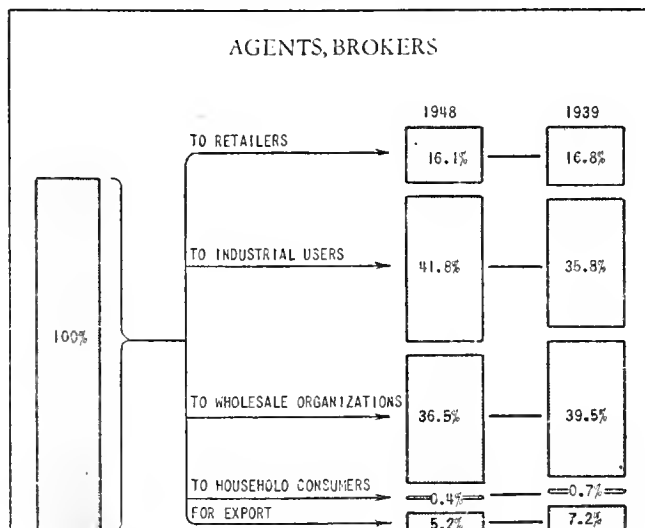 AGENTS, BROKERS
1948 1939
TO RETAILERS
16.1% 16.8%
TO INDUSTRIAL USERS
41.8% 35.8%
100%
TO WHOLESALE ORGANIZATIONS
36.5% 39.5%
TO HOUSEHOLD CONSUMERS
0.4% 0.7%
FOR EXPORT
5.2% 7.2%